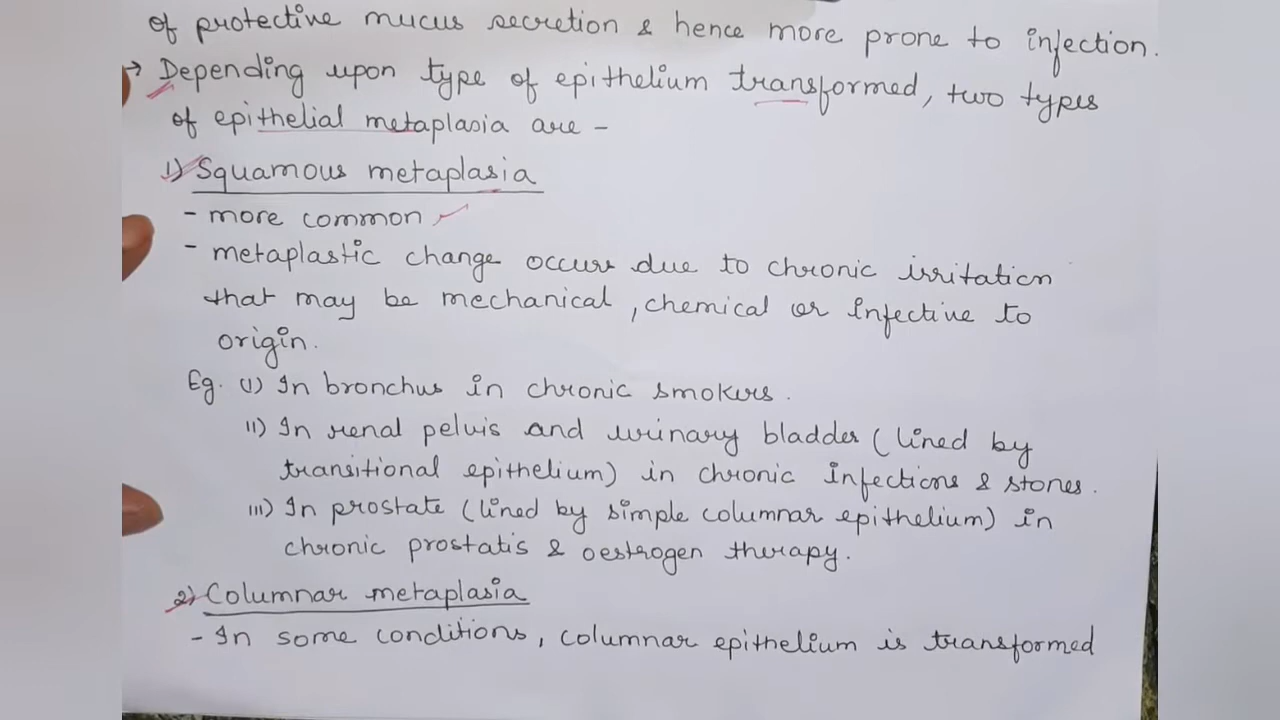 of protective mucus secretion & hence more prone to infection.
→ Depending upon type of epithelium transformed, two types
of epithelial metaplasia are -
1) Squamous metaplasia
- more common
- metaplastic change occurs due to chronic irritation
that may be mechanical, chemical or infective to
origin.
Eg. (i) In bronchus in chronic smokers.
ii) In renal pelvis and urinary bladder (lined by
transitional epithelium) in chronic infections & stones.
iii) In prostate (lined by simple columnar epithelium) in
chronic prostatis & oestrogen therapy.
2) Columnar metaplasia
- In some conditions, columnar epithelium is transformed